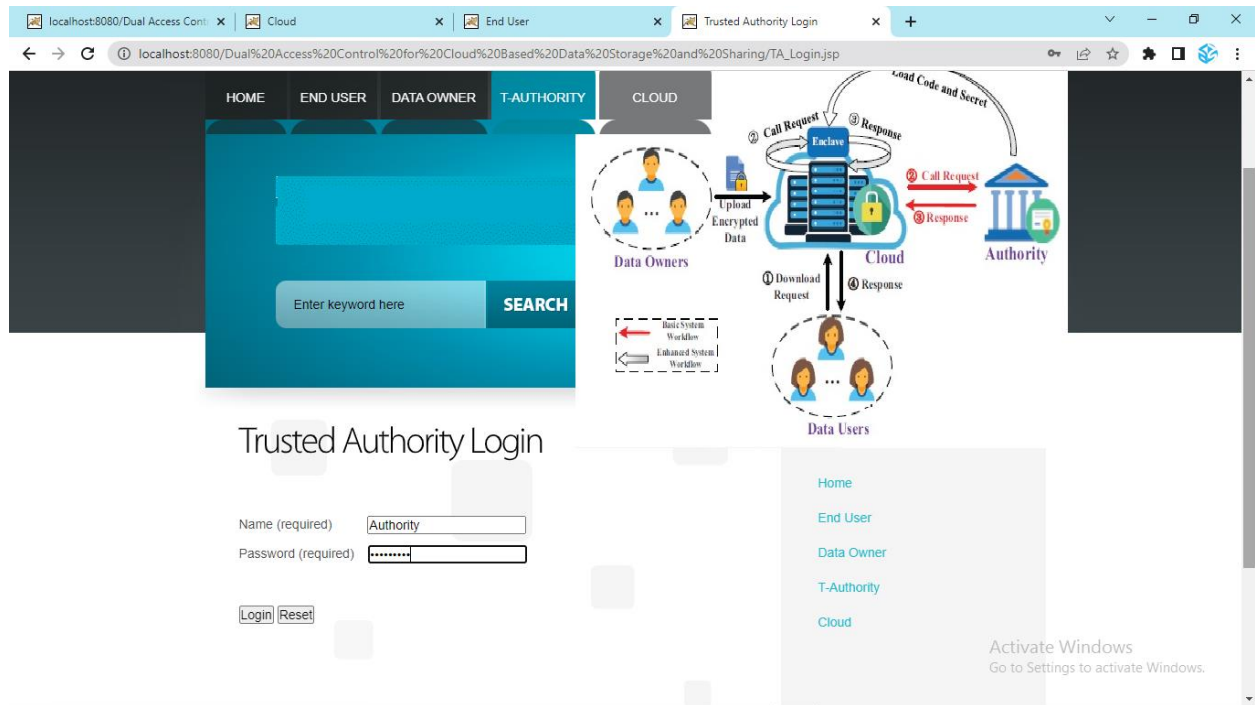 localhost:8080/Dual Access Cont
Cloud
End User
Trusted Authority Login
localhost:8080/Dual%20Access%20Control%20for%20Cloud%20Based%20Data%20Storage%20and%20Sharing/TA_Login.jsp
HOME END USER DATA OWNER T-AUTHORITY CLOUD
Load Code and Secret
② Call Request
③ Response
Enclave
② Call Request
③ Response
Upload
Encrypted
Data
Data Owners
Cloud
Authority
① Download
Request
④ Response
Basic System
Workflow
Enhanced System
Workflow
Data Users
Enter keyword here SEARCH
Trusted Authority Login
Name (required) Authority
Password (required) •••••••••
Login Reset
Home
End User
Data Owner
T-Authority
Cloud
Activate Windows
Go to Settings to activate Windows.